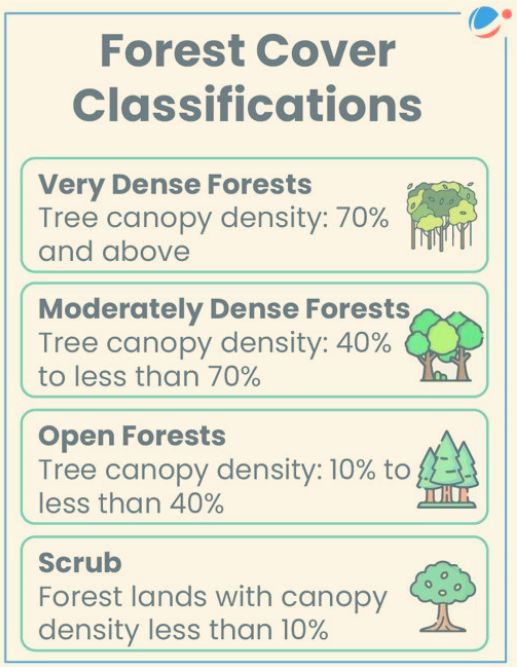 Forest Cover
Classifications
Very Dense Forests
Tree canopy density: 70%
and above
Moderately Dense Forests
Tree canopy density: 40%
to less than 70%
Open Forests
Tree canopy density: 10% to
less than 40%
Scrub
Forest lands with canopy
density less than 10%